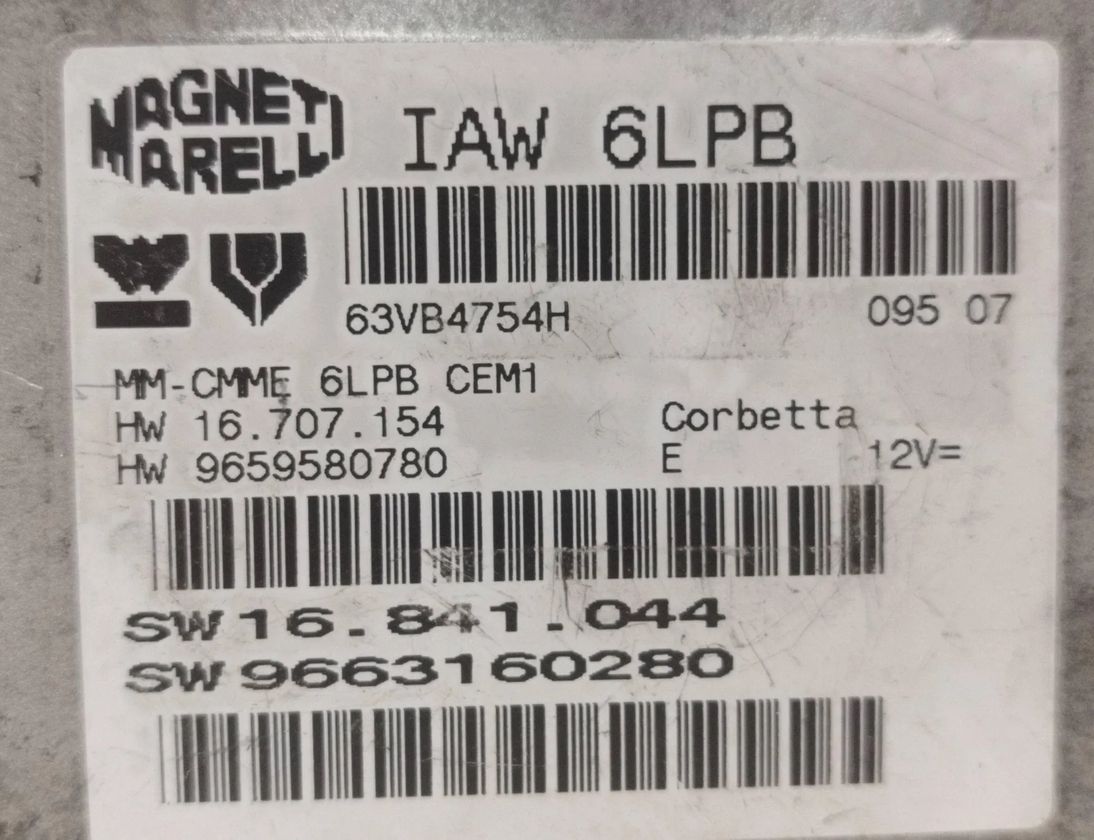 MAGNETI
MARELLI
IAW 6LPB
63VB4754H 095 07
MM-CMME 6LPB CEM1
HW 16.707.154 Corbetta
HW 9659580780 E 12V=
SW 16.841.044
SW 9663160280